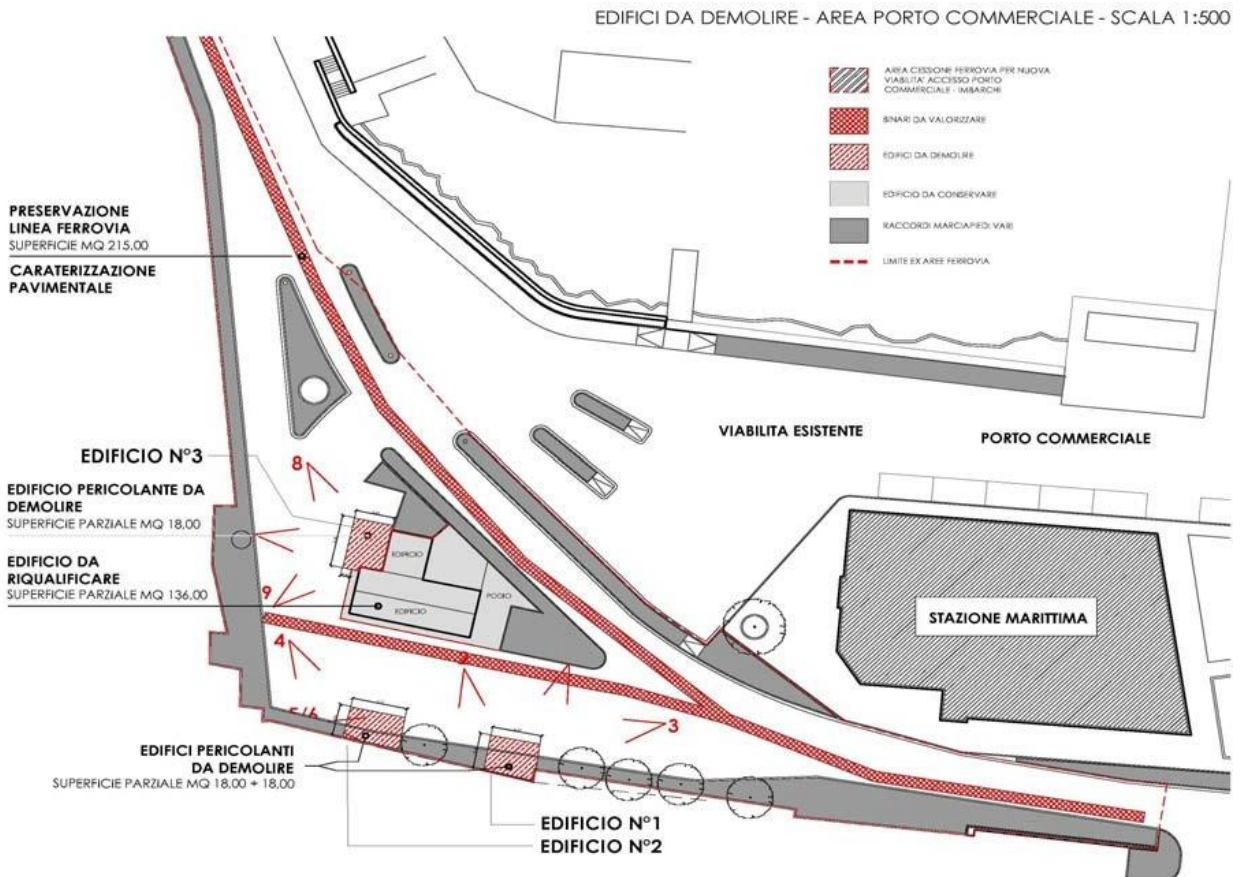 EDIFICI DA DEMOLIRE - AREA PORTO COMMERCIALE - SCALA 1:500
AREA CESSIONE FERROVIA PER NUOVA
VIABILITA' ACCESSO PORTO
COMMERCIALE - IMBARCHI
BINARI DA VALORIZZARE
EDIFICI DA DEMOLIRE
EDIFICIO DA CONSERVARE
RACCORDI MARCIAPIEDI VARI
LIMITE EX AREE FERROVIA
PRESERVAZIONE
LINEA FERROVIA
SUPERFICIE MQ 215,00
CARATERIZZAZIONE
PAVIMENTALE
VIABILITA ESISTENTE
PORTO COMMERCIALE
EDIFICIO N°3
8
EDIFICIO PERICOLANTE DA
DEMOLIRE
SUPERFICIE PARZIALE MQ 18,00
EDIFICIO
EDIFICIO DA
RIQUALIFICARE
SUPERFICIE PARZIALE MQ 136,00
9
EDIFICIO
STAZIONE MARITTIMA
4
5/6
3
EDIFICI PERICOLANTI
DA DEMOLIRE
SUPERFICIE PARZIALE MQ 18,00 + 18,00
EDIFICIO N°1
EDIFICIO N°2